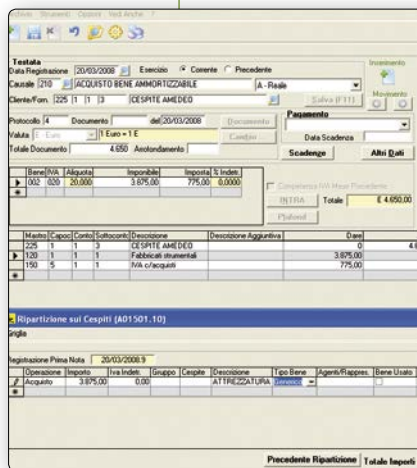 Archivio Strumenti Opzioni Vedi Anche ?
Testata
Data Registrazione 20/03/2008 Esercizio Corrente Precedente
Inserimento
Causale 210 ACQUISTO BENE AMMORTIZZABILE A - Reale
Movimento
Cliente/Forn. 225 1 1 3 CESPITE AMEDEO Salva (F11)
Protocollo 4 Documento del 20/03/2008 Documento
Pagamento
Valuta E - Euro 1 Euro = 1 E Cambio Data Scadenza
Totale Documento 4.650 Arrotondamento Scadenze Altri Dati
Bene IVA Aliquota Imponibile Imposta % Indetr.
002 020 20,000 3.875,00 775,00 0,0000
Competenza IVA Mese Precedente
INTRA Totale £ 4.650,00
Plafond
Mastro Capoc Conto Sottoconto Descrizione Descrizione Aggiuntiva Dare
225 1 1 3 CESPITE AMEDEO 0 4.6
120 1 1 1 Fabbricati strumentali 3.875,00
150 5 1 1 IVA c/acquisti 775,00
Ripartizione sui Cespiti (A01501.10)
Griglia
Registrazione Prima Nota 20/03/2008.9
Operazione Importo Iva Indetr. Gruppo Cespite Descrizione Tipo Bene Agenti/Rappres. Bene Usato
Acquisto 3.875,00 0,00 ATTREZZATURA Generico
Precedente Ripartizione Totale Importi